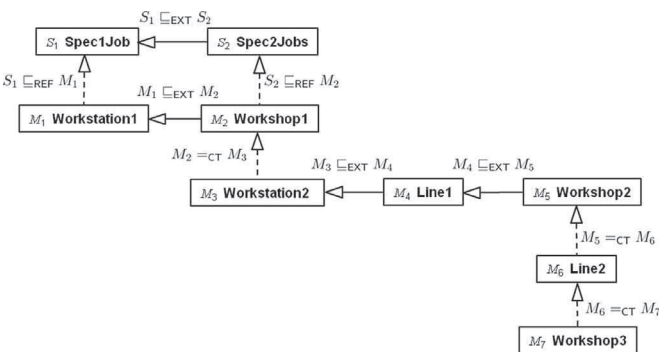 S₁ ⊑EXT S₂
S₁ Spec1Job
S₂ Spec2Jobs
S₁ ⊑REF M₁
M₁ ⊑EXT M₂
S₂ ⊑REF M₂
M₁ Workstation1
M₂ Workshop1
M₂ =CT M₃
M₃ ⊑EXT M₄
M₄ ⊑EXT M₅
M₃ Workstation2
M₄ Line1
M₅ Workshop2
M₅ =CT M₆
M₆ Line2
M₆ =CT M₇
M₇ Workshop3